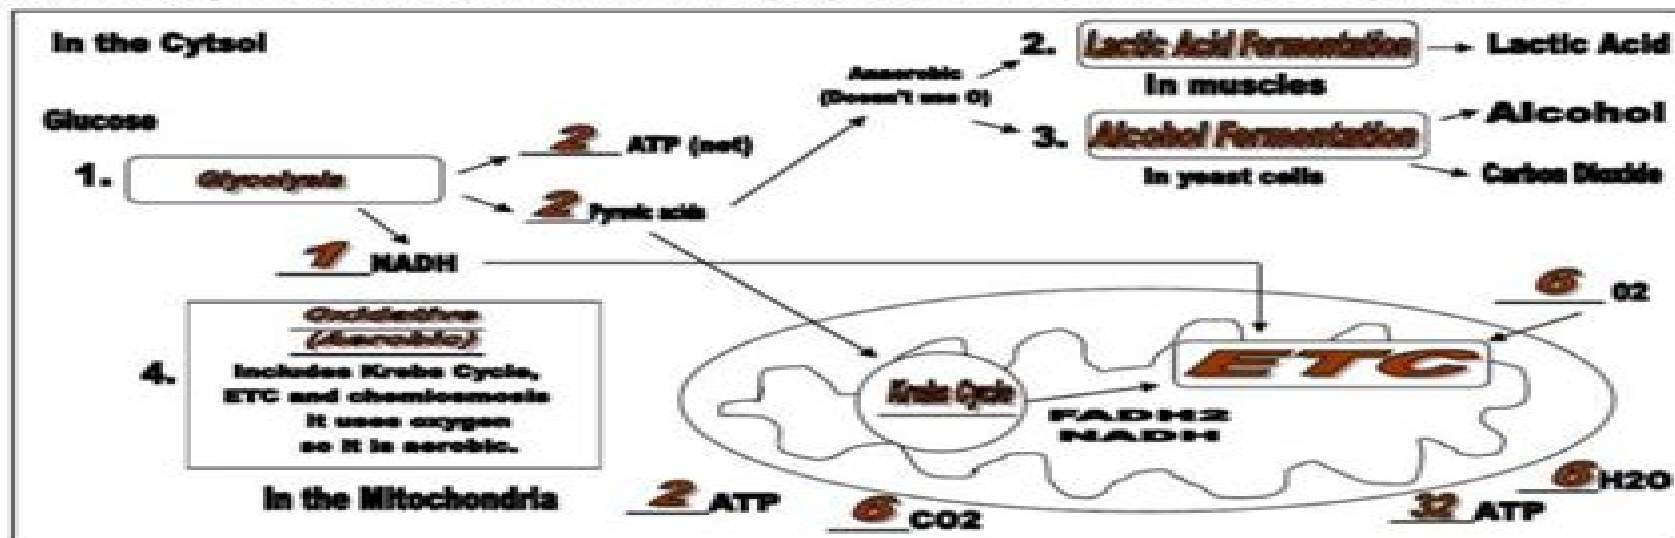 In the Cytsol
2. Lactic Acid Fermentation
Lactic Acid
In muscles
Anaerobic
(Doesn't use O)
3. Alcohol Fermentation
Alcohol
Carbon Dioxide
In yeast cells
Glucose
1. Glycolysis
2 ATP (net)
2 Pyruvic acids
1 NADH
6 02
4. Oxidative
(Aerobic)
Includes Krebs Cycle,
ETC and chemiosmosis
It uses oxygen
so it is aerobic.
In the Mitochondria
Krebs Cycle
ETC
FADH2
NADH
2 ATP
6 CO2
32 ATP
6 H2O